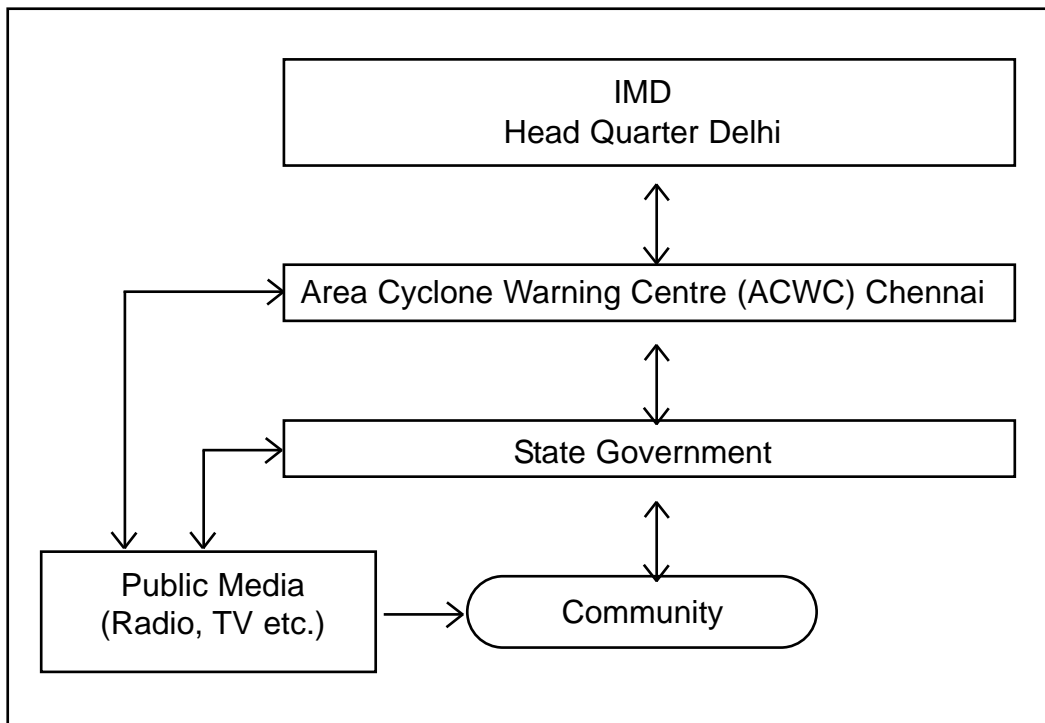 IMD
Head Quarter Delhi
Area Cyclone Warning Centre (ACWC) Chennai
State Government
Public Media
(Radio, TV etc.)
Community